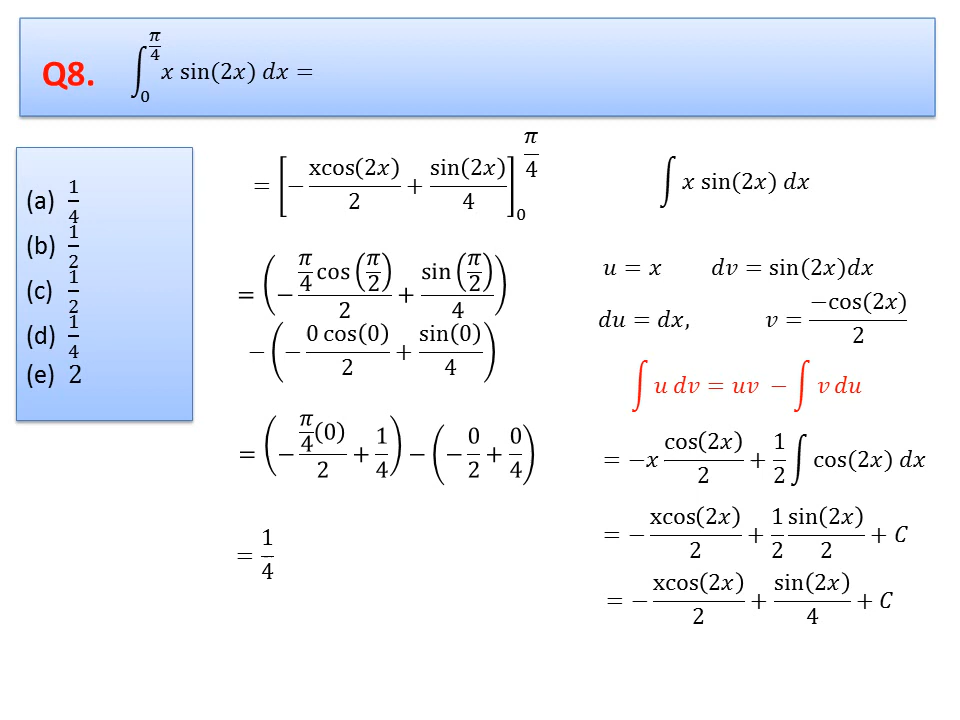 Q8. ∫₀^(π/4) x sin(2x) dx =
(a) 1/4
(b) 1/2
(c) 1/2
(d) 1/4
(e) 2
= [−xcos(2x)/2 + sin(2x)/4]₀^(π/4)
= (−(π/4 cos(π/2))/2 + sin(π/2)/4)
− (−(0 cos(0))/2 + sin(0)/4)
= (−(π/4 (0))/2 + 1/4) − (−0/2 + 0/4)
= 1/4
∫ x sin(2x) dx
u = x dv = sin(2x)dx
du = dx, v = −cos(2x)/2
∫ u dv = uv − ∫ v du
= −x cos(2x)/2 + 1/2 ∫ cos(2x) dx
= − xcos(2x)/2 + 1/2 sin(2x)/2 + C
= − xcos(2x)/2 + sin(2x)/4 + C